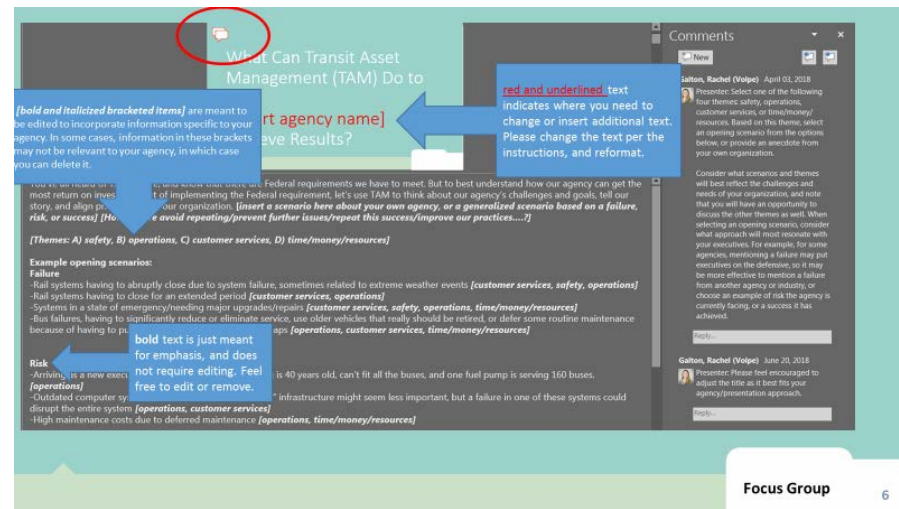 What Can Transit Asset
Management (TAM) Do to
rt agency name]
eve Results?
[bold and italicized bracketed items] are meant to
be edited to incorporate information specific to your
agency. In some cases, information in these brackets
may not be relevant to your agency, in which case
you can delete it.
red and underlined text
indicates where you need to
change or insert additional text.
Please change the text per the
instructions, and reformat.
You've all heard of and know that there are Federal requirements we have to meet. But to best understand how our agency can get the
most return on inves t of implementing the Federal requirement, let's use TAM to think about our agency's challenges and goals, tell our
story, and align pr our organization. [insert a scenario here about your own agency, or a generalized scenario based on a failure,
risk, or success] [Ho e avoid repeating/prevent further issues/repeat this success/improve our practices....?]
[Themes: A) safety, B) operations, C) customer services, D) time/money/resources]
Example opening scenarios:
Failure
-Rail systems having to abruptly close due to system failure, sometimes related to extreme weather events [customer services, safety, operations]
-Rail systems having to close for an extended period [customer services, operations]
-Systems in a state of emergency/needing major upgrades/repairs [customer services, safety, operations, time/money/resources]
-Bus failures, having to significantly reduce or eliminate service, use older vehicles that really should be retired, or defer some routine maintenance
because of having to pu aps [operations, customer services, time/money/resources]
bold text is just meant
for emphasis, and does
not require editing. Feel
free to edit or remove.
Risk
-Arriving as a new exec is 40 years old, can't fit all the buses, and one fuel pump is serving 160 buses.
[operations]
-Outdated computer sy " infrastructure might seem less important, but a failure in one of these systems could
disrupt the entire system [operations, customer services]
-High maintenance costs due to deferred maintenance [operations, time/money/resources]
Comments
New
Galton, Rachel (Volpe) April 03, 2018
Presenter: Select one of the following
four themes: safety, operations,
customer services, or time/money/
resources. Based on this theme, select
an opening scenario from the options
below, or provide an anecdote from
your own organization.
Consider what scenarios and themes
will best reflect the challenges and
needs of your organization, and note
that you will have an opportunity to
discuss the other themes as well. When
selecting an opening scenario, consider
what approach will most resonate with
your executives. For example, for some
agencies, mentioning a failure may put
executives on the defensive, so it may
be more effective to mention a failure
from another agency or industry, or
choose an example of risk the agency is
currently facing, or a success it has
achieved.
Reply...
Galton, Rachel (Volpe) June 20, 2018
Presenter: Please feel encouraged to
adjust the title as it best fits your
agency/presentation approach.
Reply...
Focus Group
6